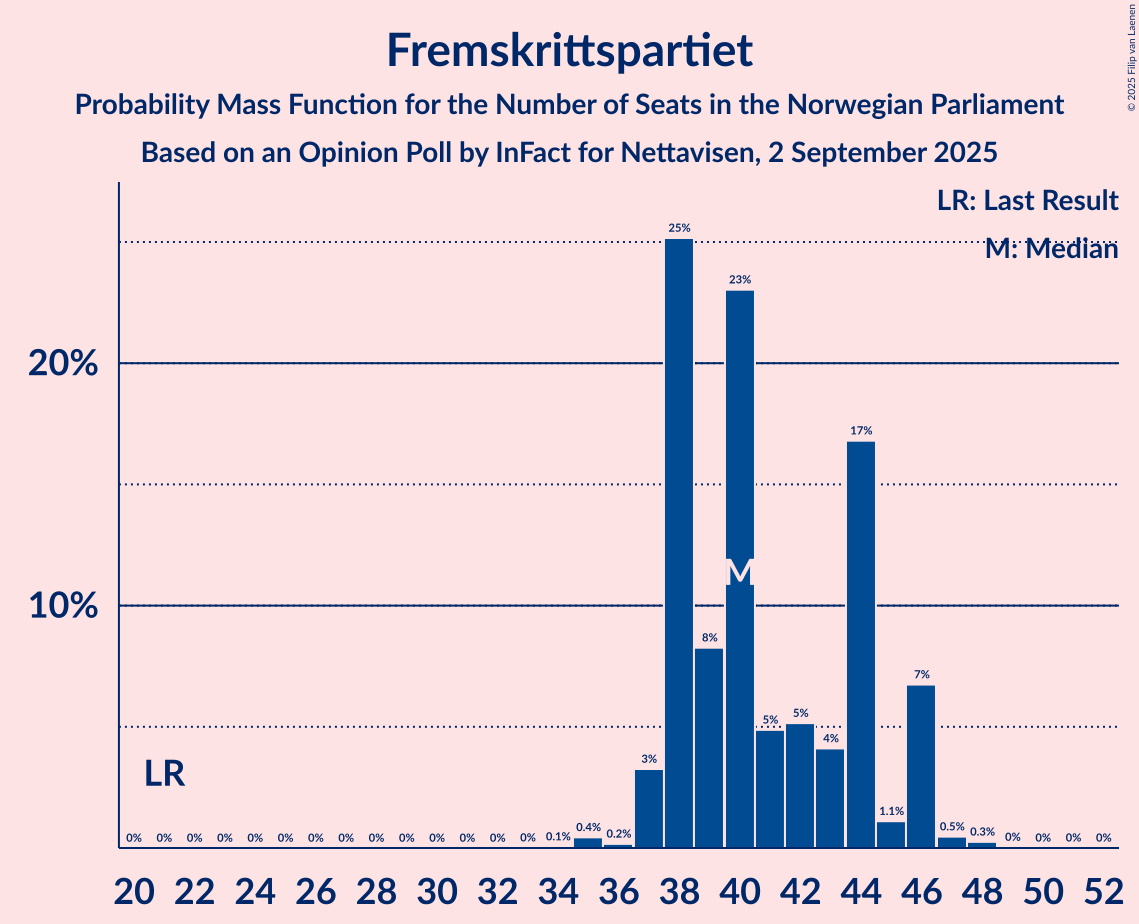 Fremskrittspartiet
Probability Mass Function for the Number of Seats in the Norwegian Parliament
Based on an Opinion Poll by InFact for Nettavisen, 2 September 2025
© 2025 Filip van Laenen
LR: Last Result
M: Median
25%
23%
20%
17%
M
10%
8%
7%
5% 5%
4%
3%
LR
0% 0% 0% 0% 0% 0% 0% 0% 0% 0% 0% 0% 0% 0% 0.1% 0.4% 0.2% 1.1% 0.5% 0.3% 0% 0% 0% 0%
20 22 24 26 28 30 32 34 36 38 40 42 44 46 48 50 52